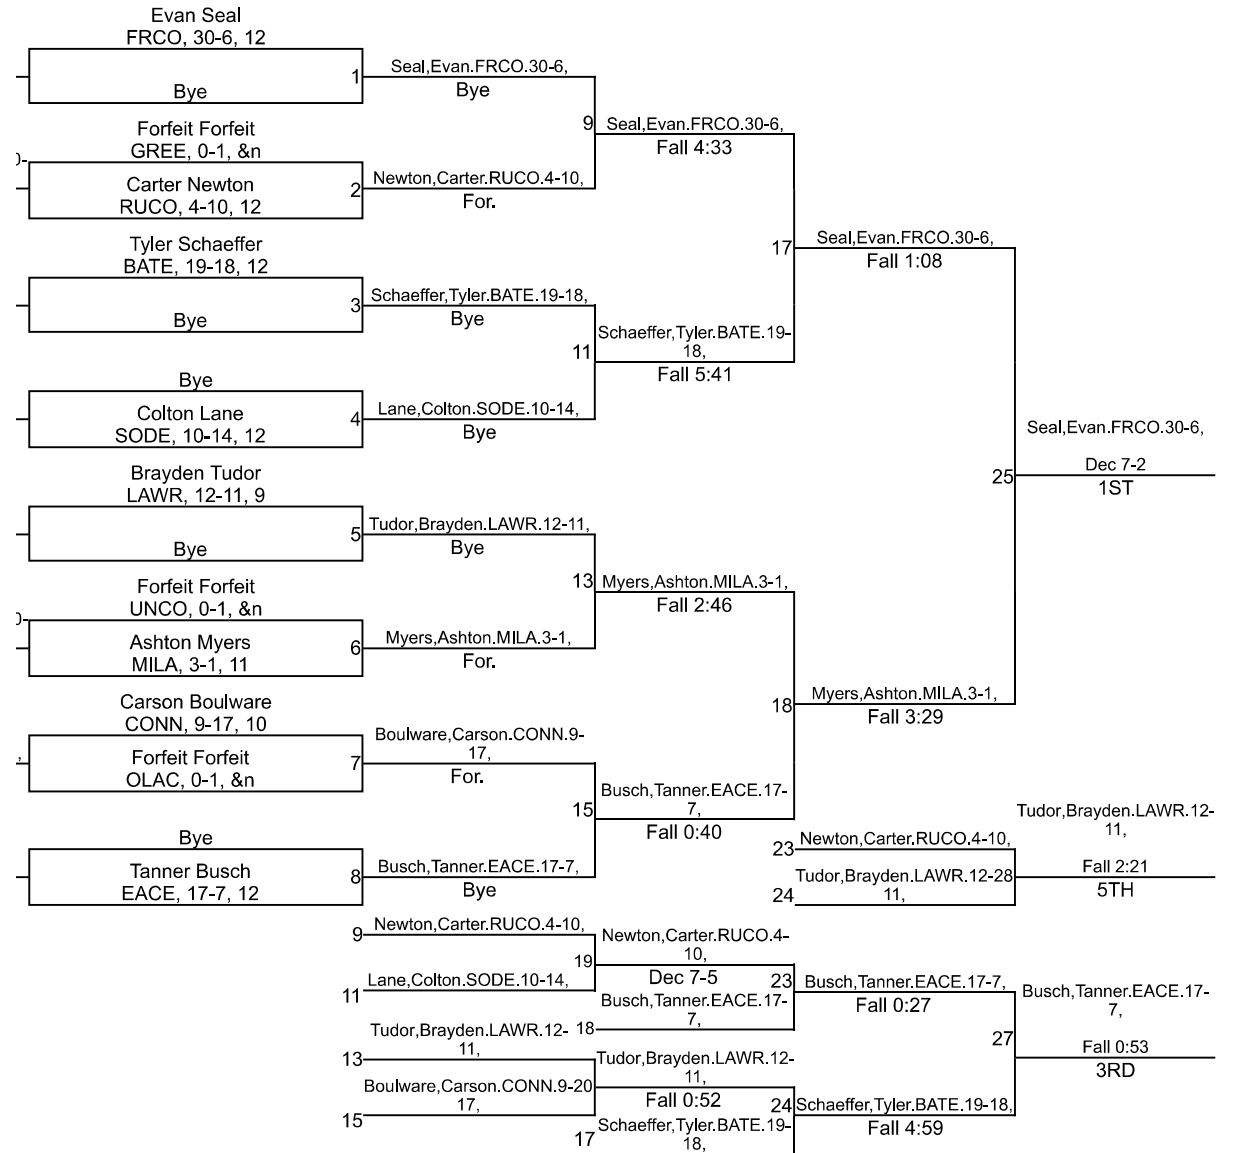 Evan Seal
FRCO, 30-6, 12
Bye
1
Seal,Evan.FRCO.30-6,
Bye
Forfeit Forfeit
GREE, 0-1, &n
Carter Newton
RUCO, 4-10, 12
2
Newton,Carter.RUCO.4-10,
For.
9
Seal,Evan.FRCO.30-6,
Fall 4:33
Tyler Schaeffer
BATE, 19-18, 12
Bye
3
Schaeffer,Tyler.BATE.19-18,
Bye
Bye
Colton Lane
SODE, 10-14, 12
4
Lane,Colton.SODE.10-14,
Bye
11
Schaeffer,Tyler.BATE.19-
18,
Fall 5:41
17
Seal,Evan.FRCO.30-6,
Fall 1:08
Brayden Tudor
LAWR, 12-11, 9
Bye
5
Tudor,Brayden.LAWR.12-11,
Bye
Forfeit Forfeit
UNCO, 0-1, &n
Ashton Myers
MILA, 3-1, 11
6
Myers,Ashton.MILA.3-1,
For.
13
Myers,Ashton.MILA.3-1,
Fall 2:46
Carson Boulware
CONN, 9-17, 10
Forfeit Forfeit
OLAC, 0-1, &n
7
Boulware,Carson.CONN.9-
17,
For.
Bye
Tanner Busch
EACE, 17-7, 12
8
Busch,Tanner.EACE.17-7,
Bye
15
Busch,Tanner.EACE.17-
7,
Fall 0:40
18
Myers,Ashton.MILA.3-1,
Fall 3:29
25
Seal,Evan.FRCO.30-6,
Dec 7-2
1ST
23
Newton,Carter.RUCO.4-10,
24
Tudor,Brayden.LAWR.12-28
11,
Tudor,Brayden.LAWR.12-
11,
Fall 2:21
5TH
9
Newton,Carter.RUCO.4-10,
11
Lane,Colton.SODE.10-14,
19
Newton,Carter.RUCO.4-
10,
Dec 7-5
18
Busch,Tanner.EACE.17-
7,
23
Busch,Tanner.EACE.17-7,
Fall 0:27
13
Tudor,Brayden.LAWR.12-
11,
15
Boulware,Carson.CONN.9-20
17,
Tudor,Brayden.LAWR.12-
11,
Fall 0:52
17
Schaeffer,Tyler.BATE.19-
18,
24
Schaeffer,Tyler.BATE.19-18,
Fall 4:59
27
Busch,Tanner.EACE.17-
7,
Fall 0:53
3RD